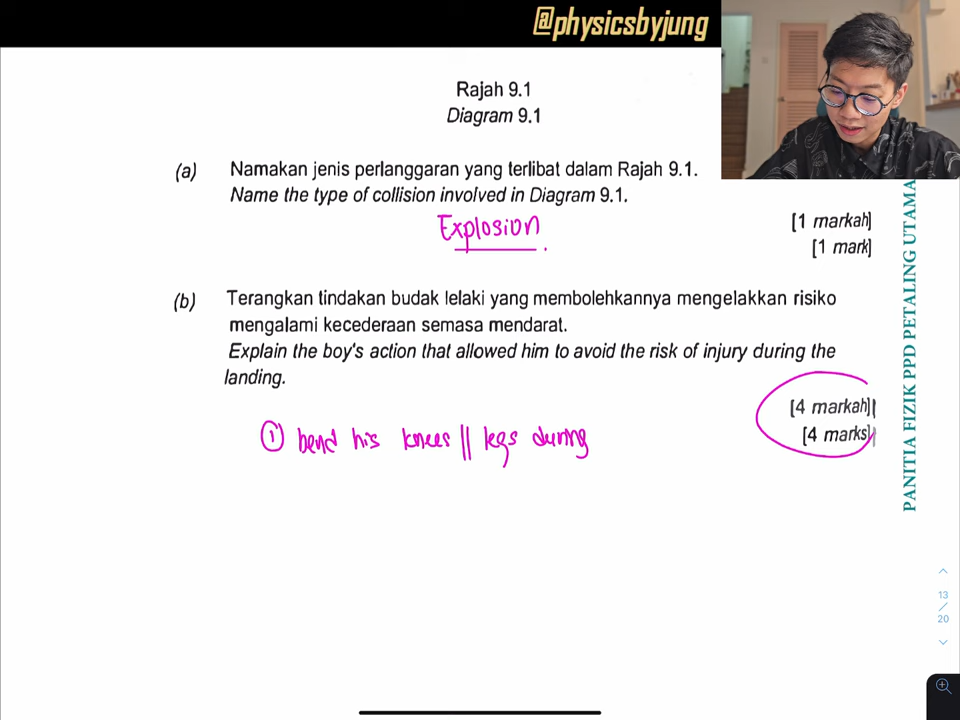 @physicsbyjung
Rajah 9.1
Diagram 9.1
(a) Namakan jenis perlanggaran yang terlibat dalam Rajah 9.1.
Name the type of collision involved in Diagram 9.1.
Explosion.
[1 markah]
[1 mark]
(b) Terangkan tindakan budak lelaki yang membolehkannya mengelakkan risiko
mengalami kecederaan semasa mendarat.
Explain the boy's action that allowed him to avoid the risk of injury during the
landing.
[4 markah]
[4 marks]
① bend his knees || legs during
PANITIA FIZIK PPD PETALING UTAMA
13
/
20